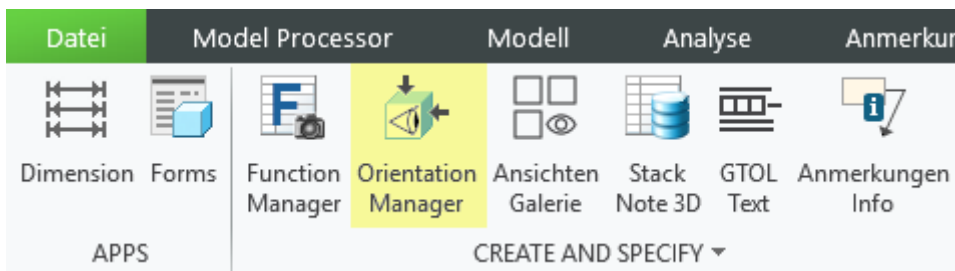 Datei Model Processor Modell Analyse Anmerkur
Dimension Forms Function Orientation Ansichten Stack GTOL Anmerkungen
Manager Manager Galerie Note 3D Text Info
APPS CREATE AND SPECIFY